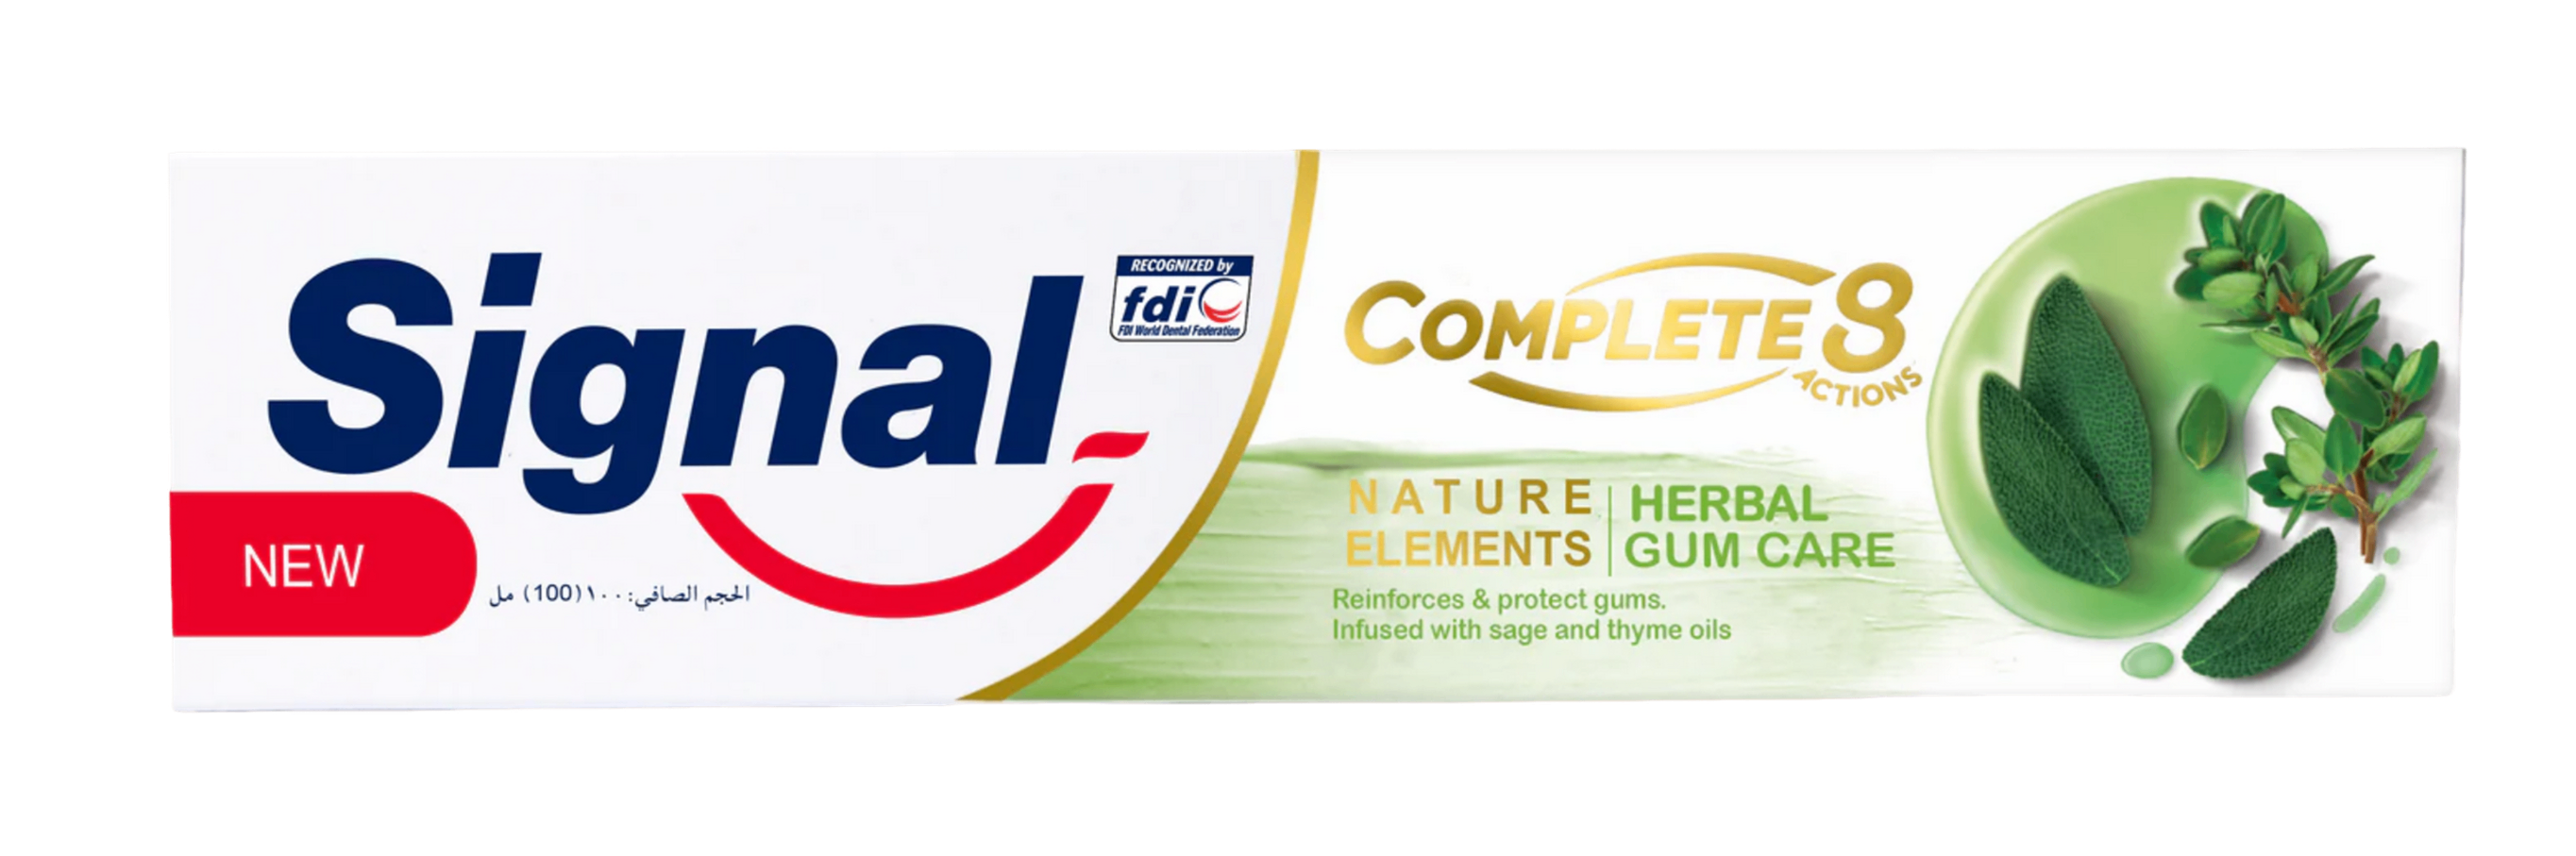 Signal
RECOGNIZED by
fdi
FDI World Dental Federation
NEW
الحجم الصافي: ١٠٠ (100) مل
COMPLETE 8
ACTIONS
NATURE
ELEMENTS
HERBAL
GUM CARE
Reinforces & protect gums.
Infused with sage and thyme oils